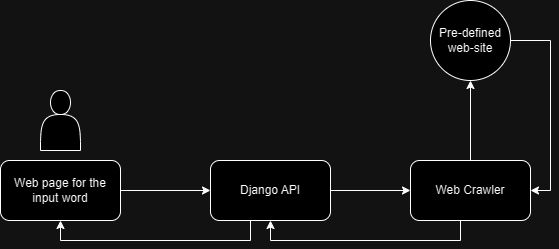 Pre-defined
web-site
Web page for the
input word
Django API
Web Crawler